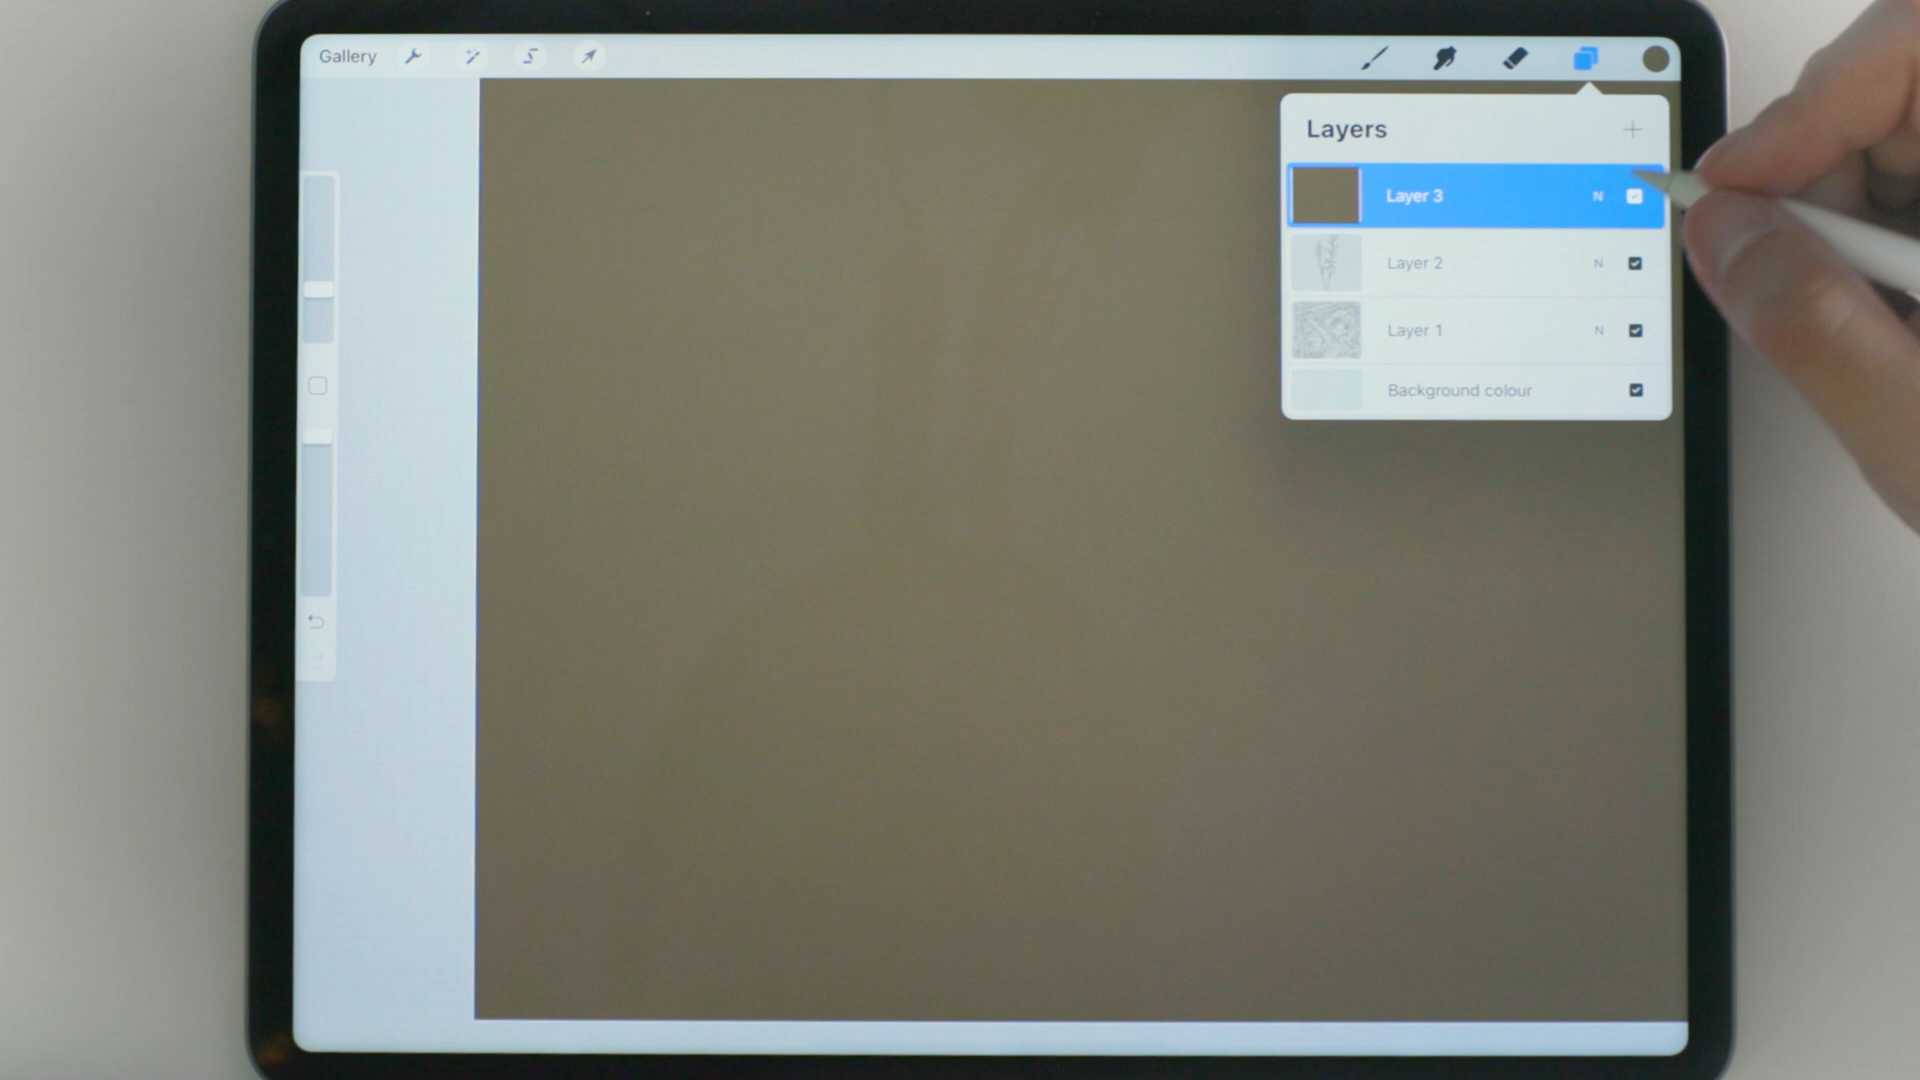 Gallery
Layers
Layer 3 N
Layer 2 N
Layer 1 N
Background colour